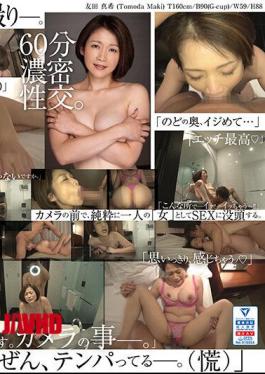 友田 真希 (Tomoda Maki) T160cm/B90(G-cup)/W59/H88
撮り―。
60分
濃密
性交。
「のどの奥、イジめて…」
「エッチ最高♡」
カメラの前で、純粋に一人の
「女」としてSEXに没頭する。
「思いっきり、感じちゃう♡」
JAVHD
す。カメラの事―。
ぜん、テンパってる―。(慌)」